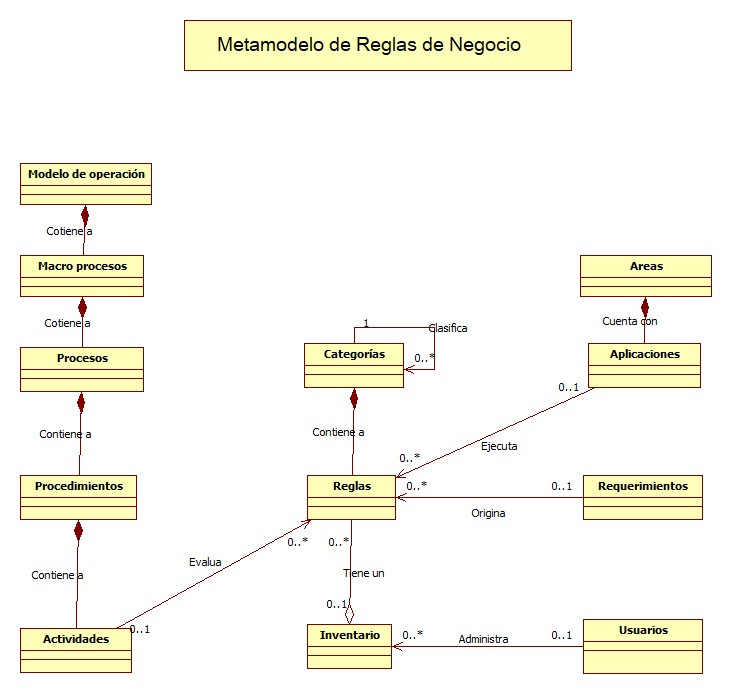 Metamodelo de Reglas de Negocio
Modelo de operación
Cotiene a
Macro procesos
Areas
Cotiene a
Cuenta con
1
Clasifica
Procesos
Categorías
0..*
Aplicaciones
0..1
Contiene a
Contiene a
Ejecuta
0..*
Procedimientos
Reglas
0..*
0..1
Requerimientos
Origina
0..*
0..*
Evalua
Contiene a
Tiene un
0..1
0..1
Actividades
Inventario
0..*
Administra
0..1
Usuarios